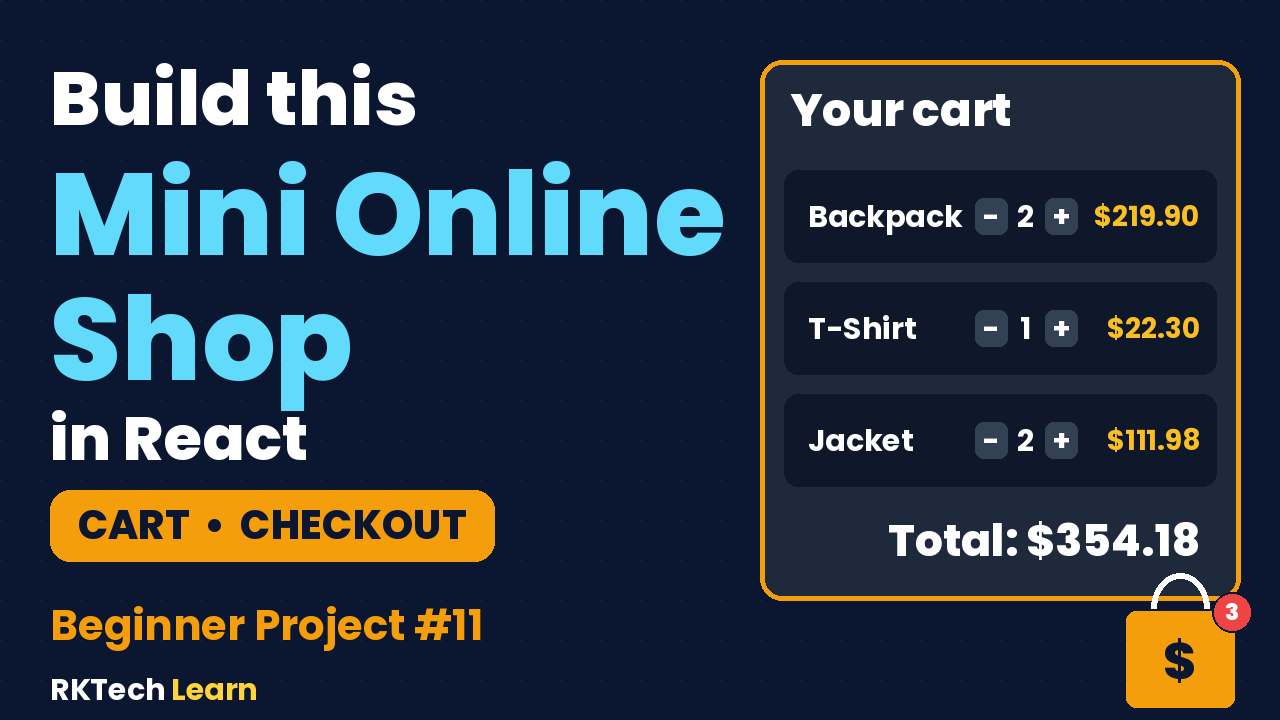 Build this
Mini Online
Shop
in React
CART • CHECKOUT
Beginner Project #11
RKTech Learn
Your cart
Backpack - 2 + $219.90
T-Shirt - 1 + $22.30
Jacket - 2 + $111.98
Total: $354.18
3
$